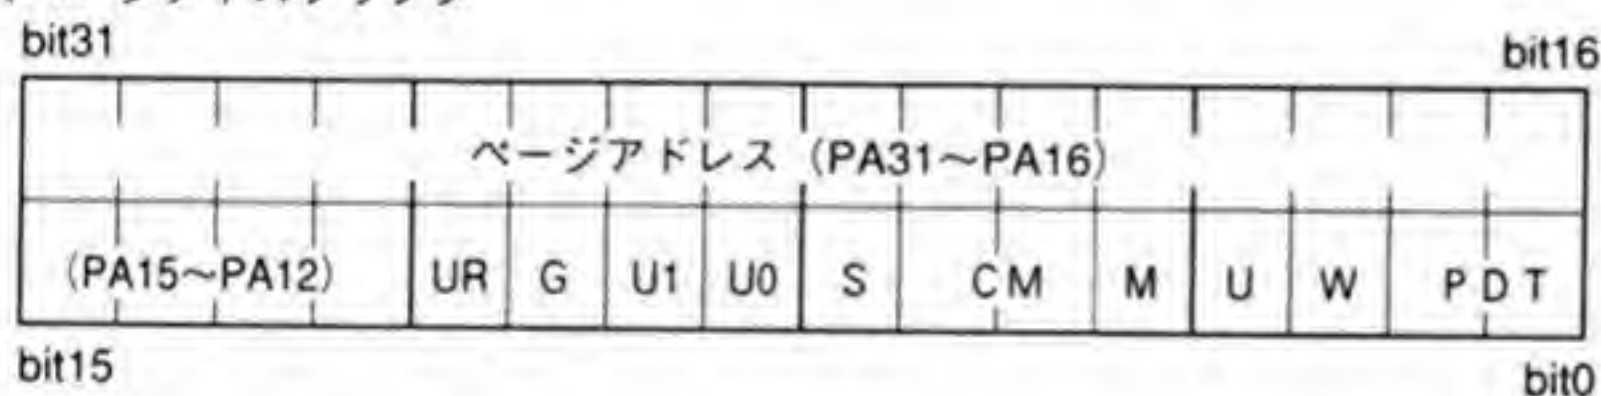 bit31
bit16
ページアドレス (PA31～PA16)
(PA15～PA12) UR G U1 U0 S CM M U W PDT
bit15
bit0